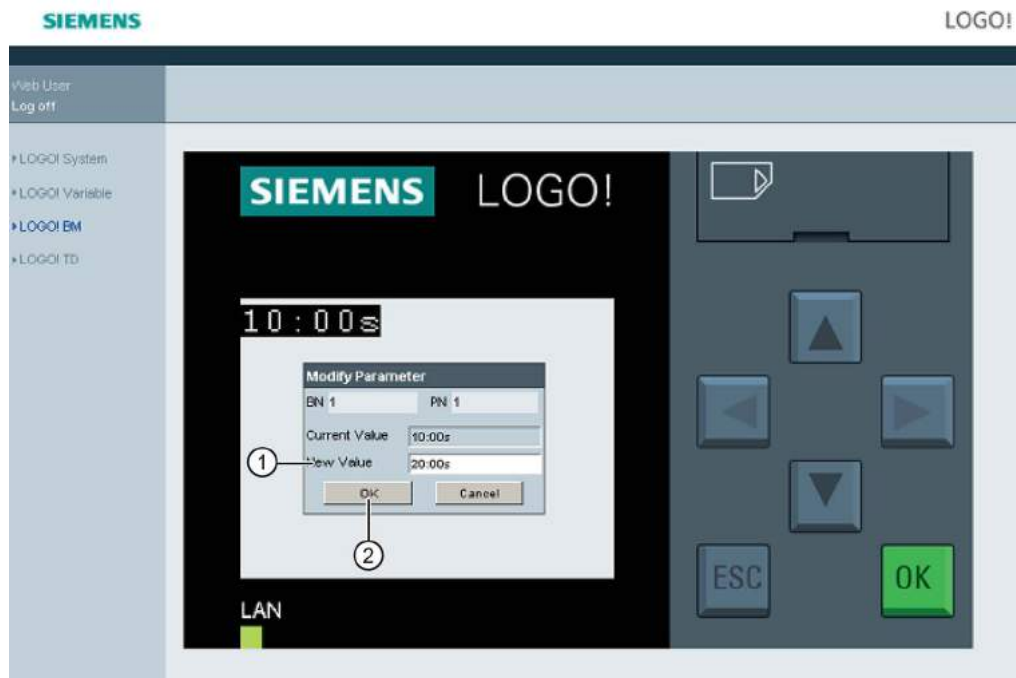 SIEMENS LOGO!
Web User
Log off
LOGO! System
LOGO! Variable
LOGO! BM
LOGO! TD
SIEMENS LOGO!
10:00s
Modify Parameter
BN 1 PN 1
Current Value 10:00s
1 New Value 20:00s
OK Cancel
2
ESC OK
LAN